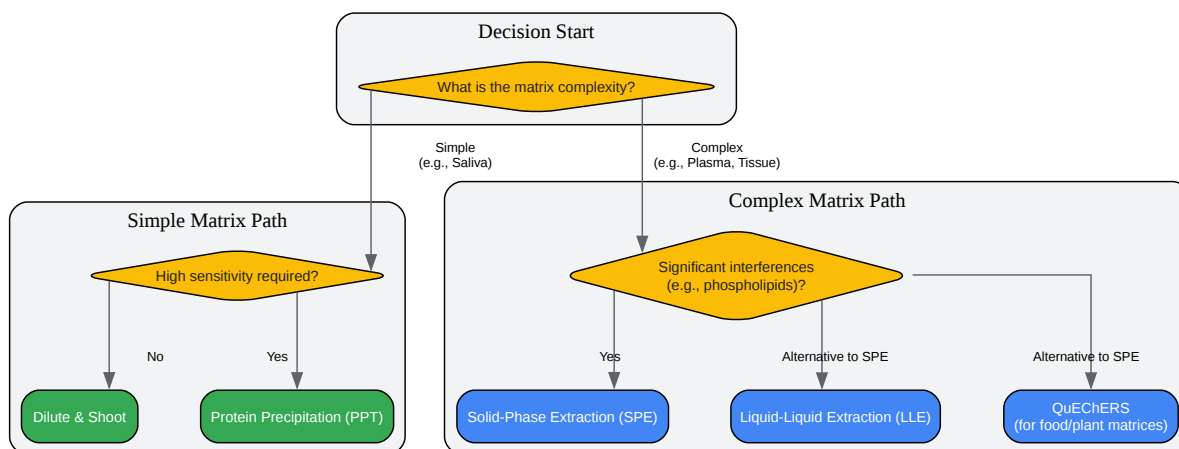 Decision Start
What is the matrix complexity?
Simple
(e.g., Saliva)
Complex
(e.g., Plasma, Tissue)
Simple Matrix Path
High sensitivity required?
No
Yes
Dilute & Shoot
Protein Precipitation (PPT)
Complex Matrix Path
Significant interferences
(e.g., phospholipids)?
Yes
Alternative to SPE
Alternative to SPE
Solid-Phase Extraction (SPE)
Liquid-Liquid Extraction (LLE)
QuEChERS
(for food/plant matrices)